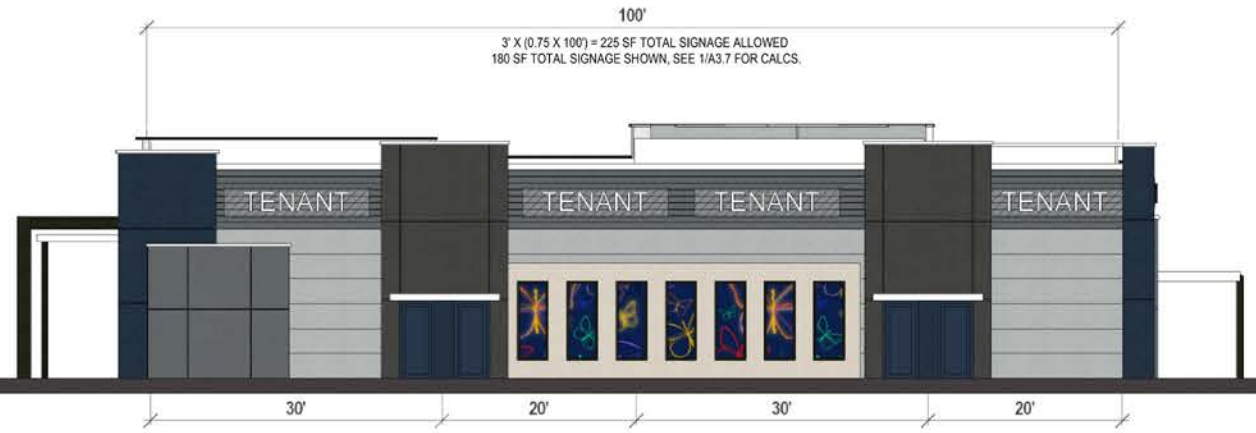 100'
3' X (0.75 X 100') = 225 SF TOTAL SIGNAGE ALLOWED
180 SF TOTAL SIGNAGE SHOWN, SEE 1/A3.7 FOR CALCS.
TENANT TENANT TENANT TENANT
30' 20' 30' 20'